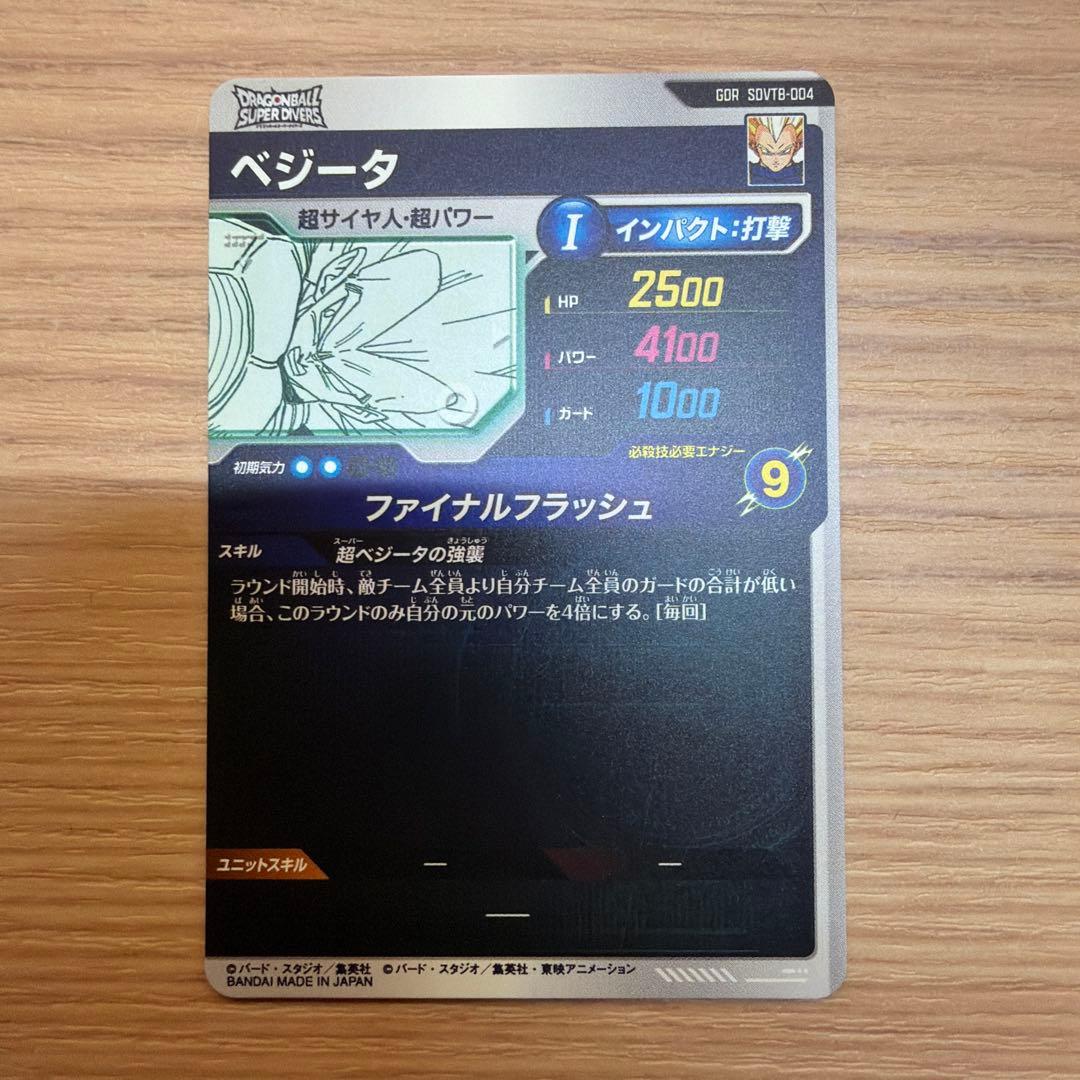 DRAGONBALL
SUPER DIVERS
GDR SDVTB-004
ベジータ
超サイヤ人・超パワー
I インパクト:打撃
HP 2500
パワー 4100
ガード 1000
初期気力
必殺技必要エナジー
9
ファイナルフラッシュ
スキル 超ベジータの強襲
ラウンド開始時、敵チーム全員より自分チーム全員のガードの合計が低い
場合、このラウンドのみ自分の元のパワーを4倍にする。[毎回]
ユニットスキル — —
—
©バード・スタジオ/集英社 ©バード・スタジオ/集英社・東映アニメーション
BANDAI MADE IN JAPAN